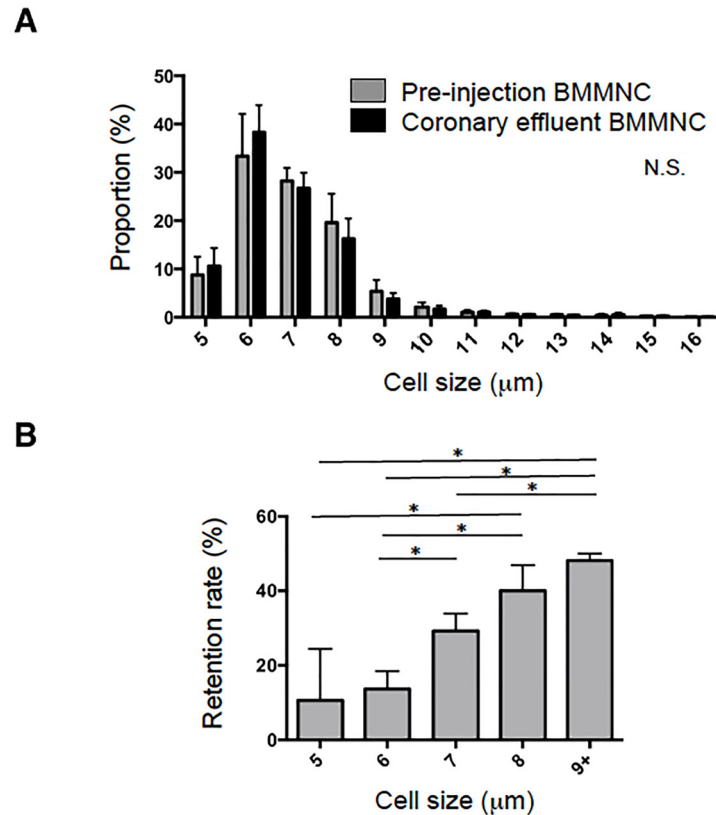 A
50
40
30
20
10
0
Proportion (%)
Pre-injection BMMNC
Coronary effluent BMMNC
N.S.
5 6 7 8 9 10 11 12 13 14 15 16
Cell size (μm)
B
*
*
*
*
*
*
60
40
20
0
Retention rate (%)
5 6 7 8 9+
Cell size (μm)